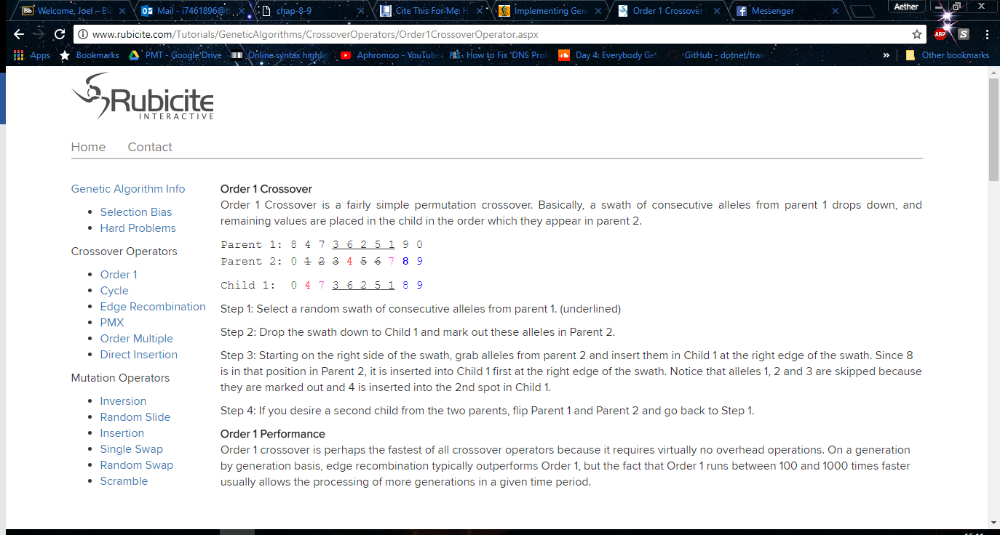 Aether
Welcome, Joel – Bla
Mail - i7461896@b
chap-8-9
Cite This For Me: H
Implementing Gen
Order 1 Crossover
Messenger
www.rubicite.com/Tutorials/GeneticAlgorithms/CrossoverOperators/Order1CrossoverOperator.aspx
ABP
S
Apps
Bookmarks
PMT - Google Drive
Online syntax highlig
Aphromoo - YouTube
How to Fix 'DNS Prob
Day 4: Everybody Ge
GitHub - dotnet/train
»
Other bookmarks
Rubicite
INTERACTIVE
Home Contact
Genetic Algorithm Info
Selection Bias
Hard Problems
Crossover Operators
Order 1
Cycle
Edge Recombination
PMX
Order Multiple
Direct Insertion
Mutation Operators
Inversion
Random Slide
Insertion
Single Swap
Random Swap
Scramble
Order 1 Crossover
Order 1 Crossover is a fairly simple permutation crossover. Basically, a swath of consecutive alleles from parent 1 drops down, and
remaining values are placed in the child in the order which they appear in parent 2.
Parent 1: 8 4 7 3 6 2 5 1 9 0
Parent 2: 0 1 2 3 4 5 6 7 8 9
Child 1: 0 4 7 3 6 2 5 1 8 9
Step 1: Select a random swath of consecutive alleles from parent 1. (underlined)
Step 2: Drop the swath down to Child 1 and mark out these alleles in Parent 2.
Step 3: Starting on the right side of the swath, grab alleles from parent 2 and insert them in Child 1 at the right edge of the swath. Since 8
is in that position in Parent 2, it is inserted into Child 1 first at the right edge of the swath. Notice that alleles 1, 2 and 3 are skipped because
they are marked out and 4 is inserted into the 2nd spot in Child 1.
Step 4: If you desire a second child from the two parents, flip Parent 1 and Parent 2 and go back to Step 1.
Order 1 Performance
Order 1 crossover is perhaps the fastest of all crossover operators because it requires virtually no overhead operations. On a generation
by generation basis, edge recombination typically outperforms Order 1, but the fact that Order 1 runs between 100 and 1000 times faster
usually allows the processing of more generations in a given time period.